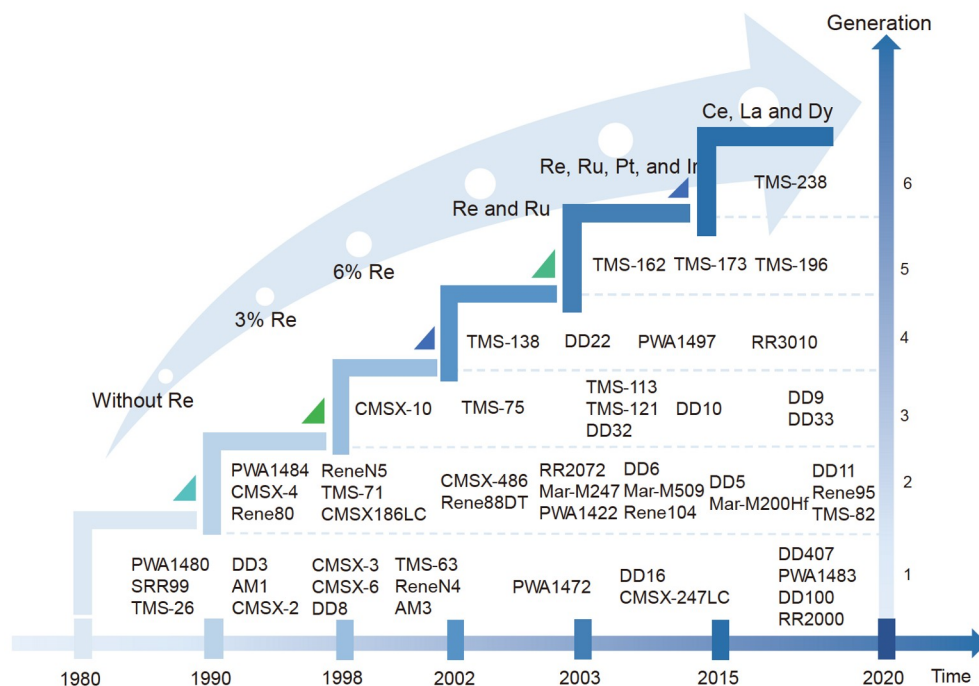 Generation
Ce, La and Dy
Re, Ru, Pt, and Ir
Re and Ru
6% Re
3% Re
Without Re
TMS-238
6
TMS-162
TMS-173
TMS-196
5
TMS-138
DD22
PWA1497
RR3010
4
CMSX-10
TMS-75
TMS-113
TMS-121
DD32
DD10
DD9
DD33
3
PWA1484
CMSX-4
Rene80
ReneN5
TMS-71
CMSX186LC
CMSX-486
Rene88DT
RR2072
Mar-M247
PWA1422
DD6
Mar-M509
Rene104
DD5
Mar-M200Hf
DD11
Rene95
TMS-82
2
PWA1480
SRR99
TMS-26
DD3
AM1
CMSX-2
CMSX-3
CMSX-6
DD8
TMS-63
ReneN4
AM3
PWA1472
DD16
CMSX-247LC
DD407
PWA1483
DD100
RR2000
1
1980
1990
1998
2002
2003
2015
2020
Time